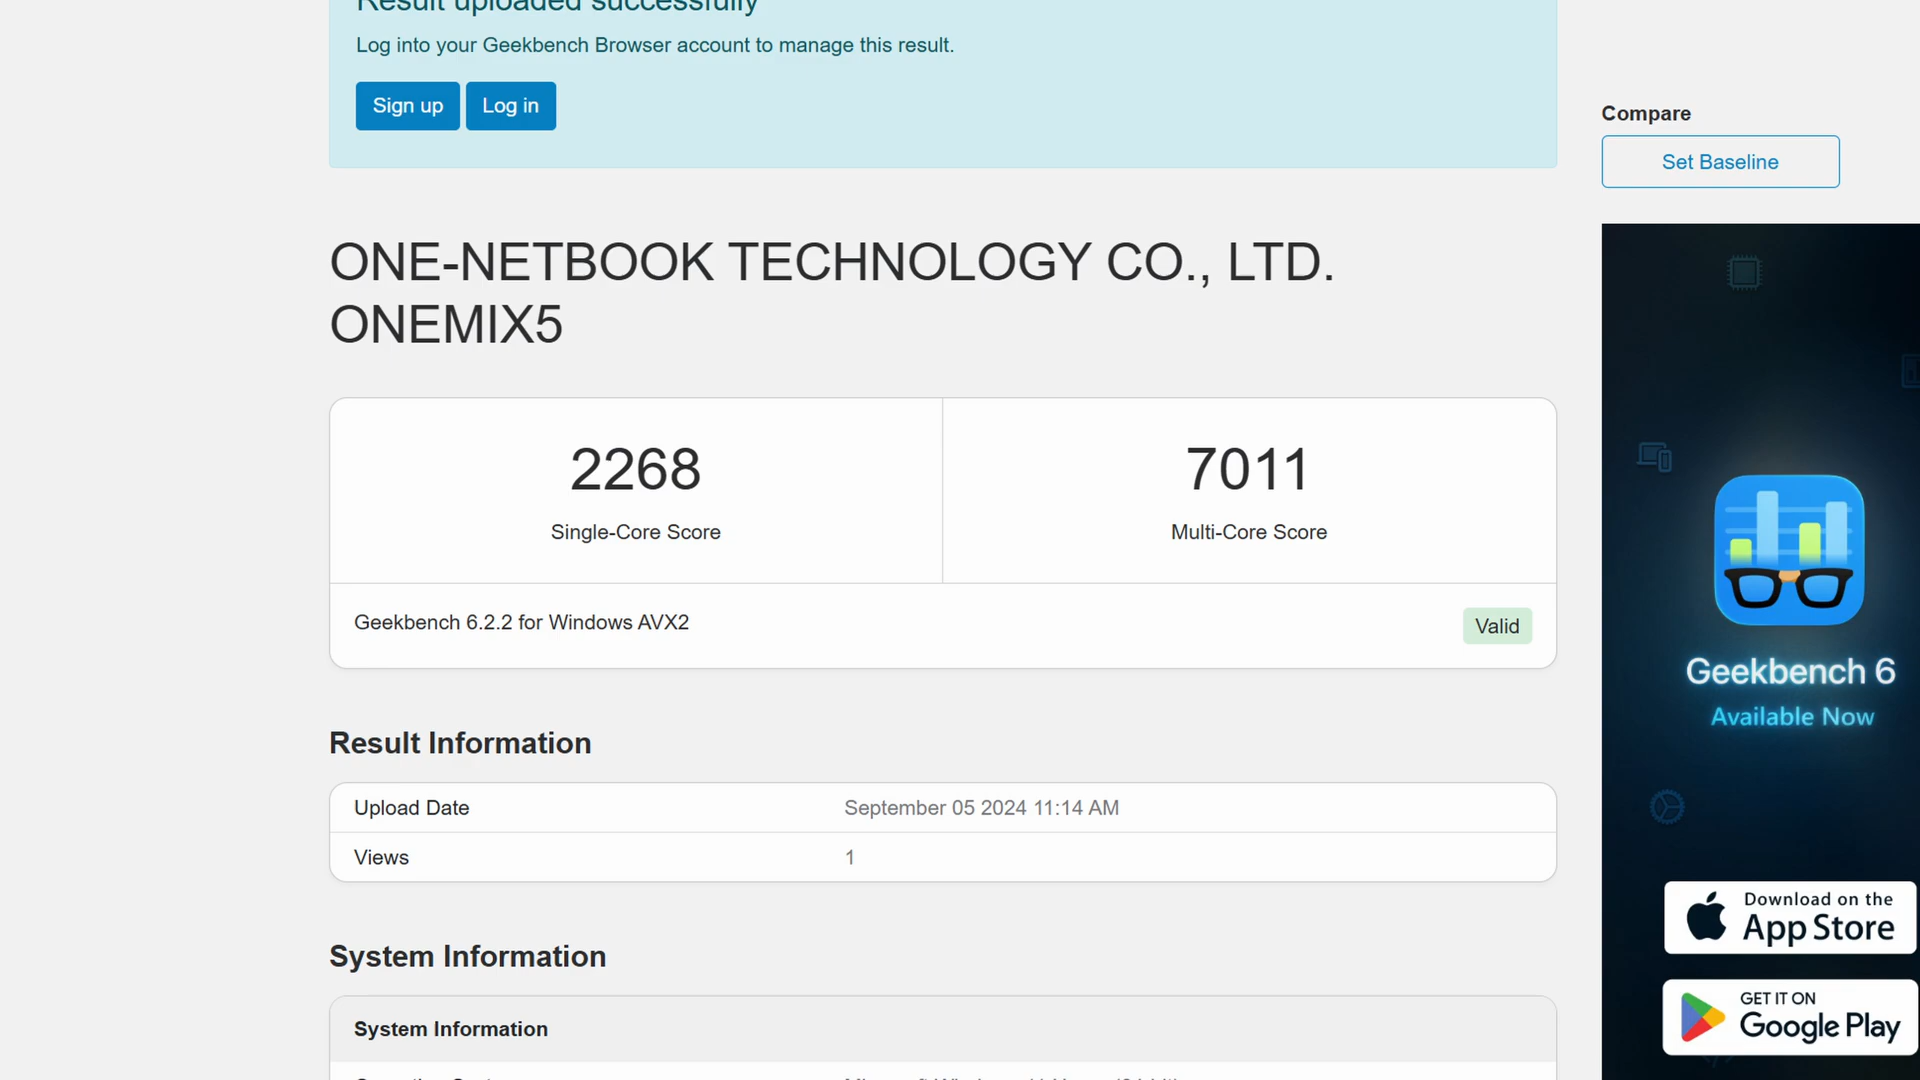 Result uploaded successfully
Log into your Geekbench Browser account to manage this result.
Sign up Log in
Compare
Set Baseline
ONE-NETBOOK TECHNOLOGY CO., LTD.
ONEMIX5
2268
Single-Core Score
7011
Multi-Core Score
Geekbench 6.2.2 for Windows AVX2
Valid
Result Information
Upload Date September 05 2024 11:14 AM
Views 1
System Information
System Information
Geekbench 6
Available Now
Download on the
App Store
GET IT ON
Google Play